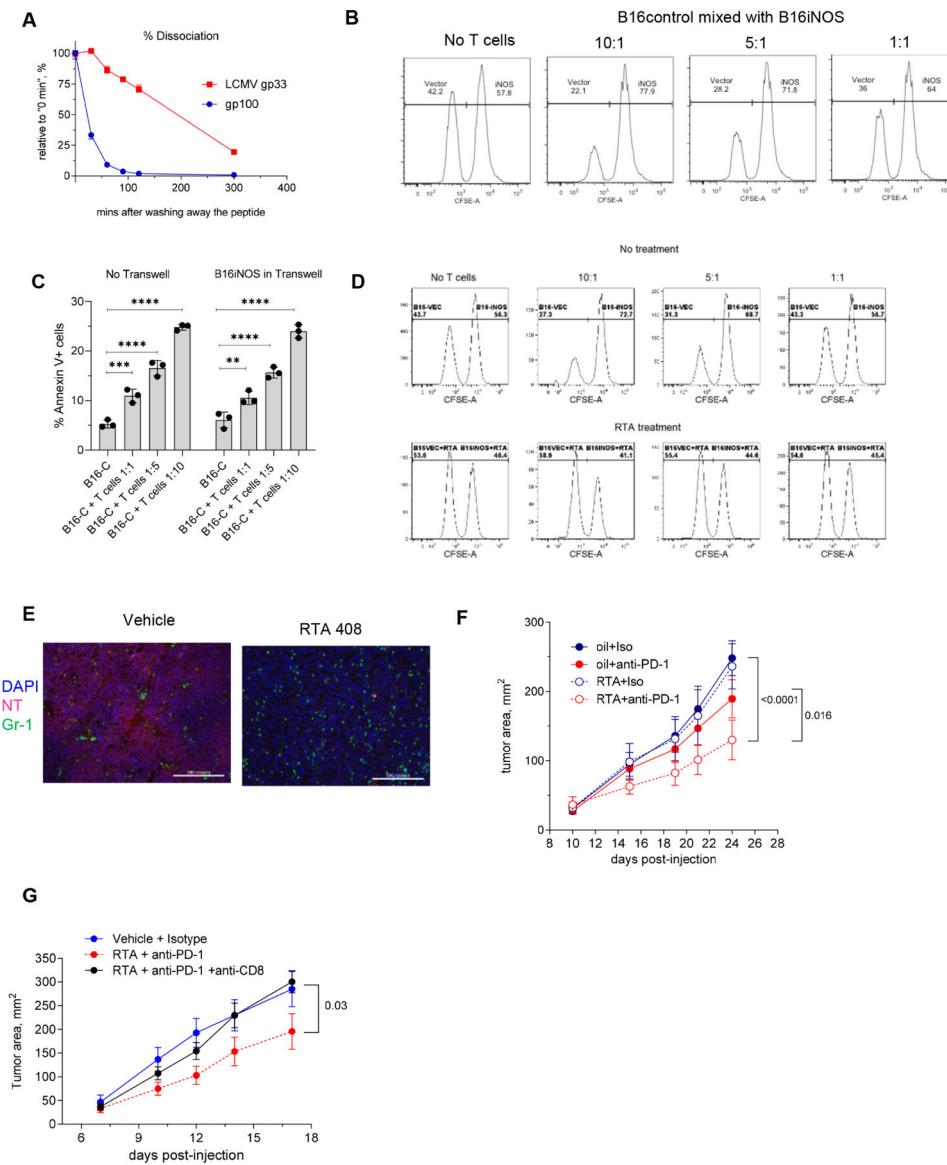 A
% Dissociation
relative to "0 min", %
100
75
50
25
0
LCMV gp33
gp100
0 100 200 300 400
mins after washing away the peptide
B
B16control mixed with B16iNOS
No T cells
10:1
5:1
1:1
Vector
42.2
iNOS
57.8
CFSE-A
Vector
22.1
iNOS
77.9
CFSE-A
Vector
28.2
iNOS
71.8
CFSE-A
Vector
36
iNOS
64
CFSE-A
C
No Transwell
B16iNOS in Transwell
% Annexin V+ cells
30
20
10
0
****
****
***
****
****
**
B16-C
B16-C + T cells 1:1
B16-C + T cells 1:5
B16-C + T cells 1:10
B16-C
B16-C + T cells 1:1
B16-C + T cells 1:5
B16-C + T cells 1:10
D
No treatment
No T cells
10:1
5:1
1:1
B16-VEC
43.7
B16-iNOS
56.3
CFSE-A
B16-VEC
27.3
B16-iNOS
72.7
CFSE-A
B16-VEC
31.3
B16-iNOS
68.7
CFSE-A
B16-VEC
43.3
B16-iNOS
56.7
CFSE-A
RTA treatment
B16VEC+RTA
53.6
B16iNOS+RTA
46.4
CFSE-A
B16VEC+RTA
58.9
B16iNOS+RTA
41.1
CFSE-A
B16VEC+RTA
55.4
B16iNOS+RTA
44.6
CFSE-A
B16VEC+RTA
54.6
B16iNOS+RTA
45.4
CFSE-A
E
Vehicle
RTA 408
DAPI
NT
Gr-1
F
tumor area, mm2
300
200
100
0
oil+Iso
oil+anti-PD-1
RTA+Iso
RTA+anti-PD-1
<0.0001
0.016
8 10 12 14 16 18 20 22 24 26 28
days post-injection
G
Vehicle + Isotype
RTA + anti-PD-1
RTA + anti-PD-1 +anti-CD8
Tumor area, mm2
350
300
250
200
150
100
50
0
0.03
6 9 12 15 18
days post-injection